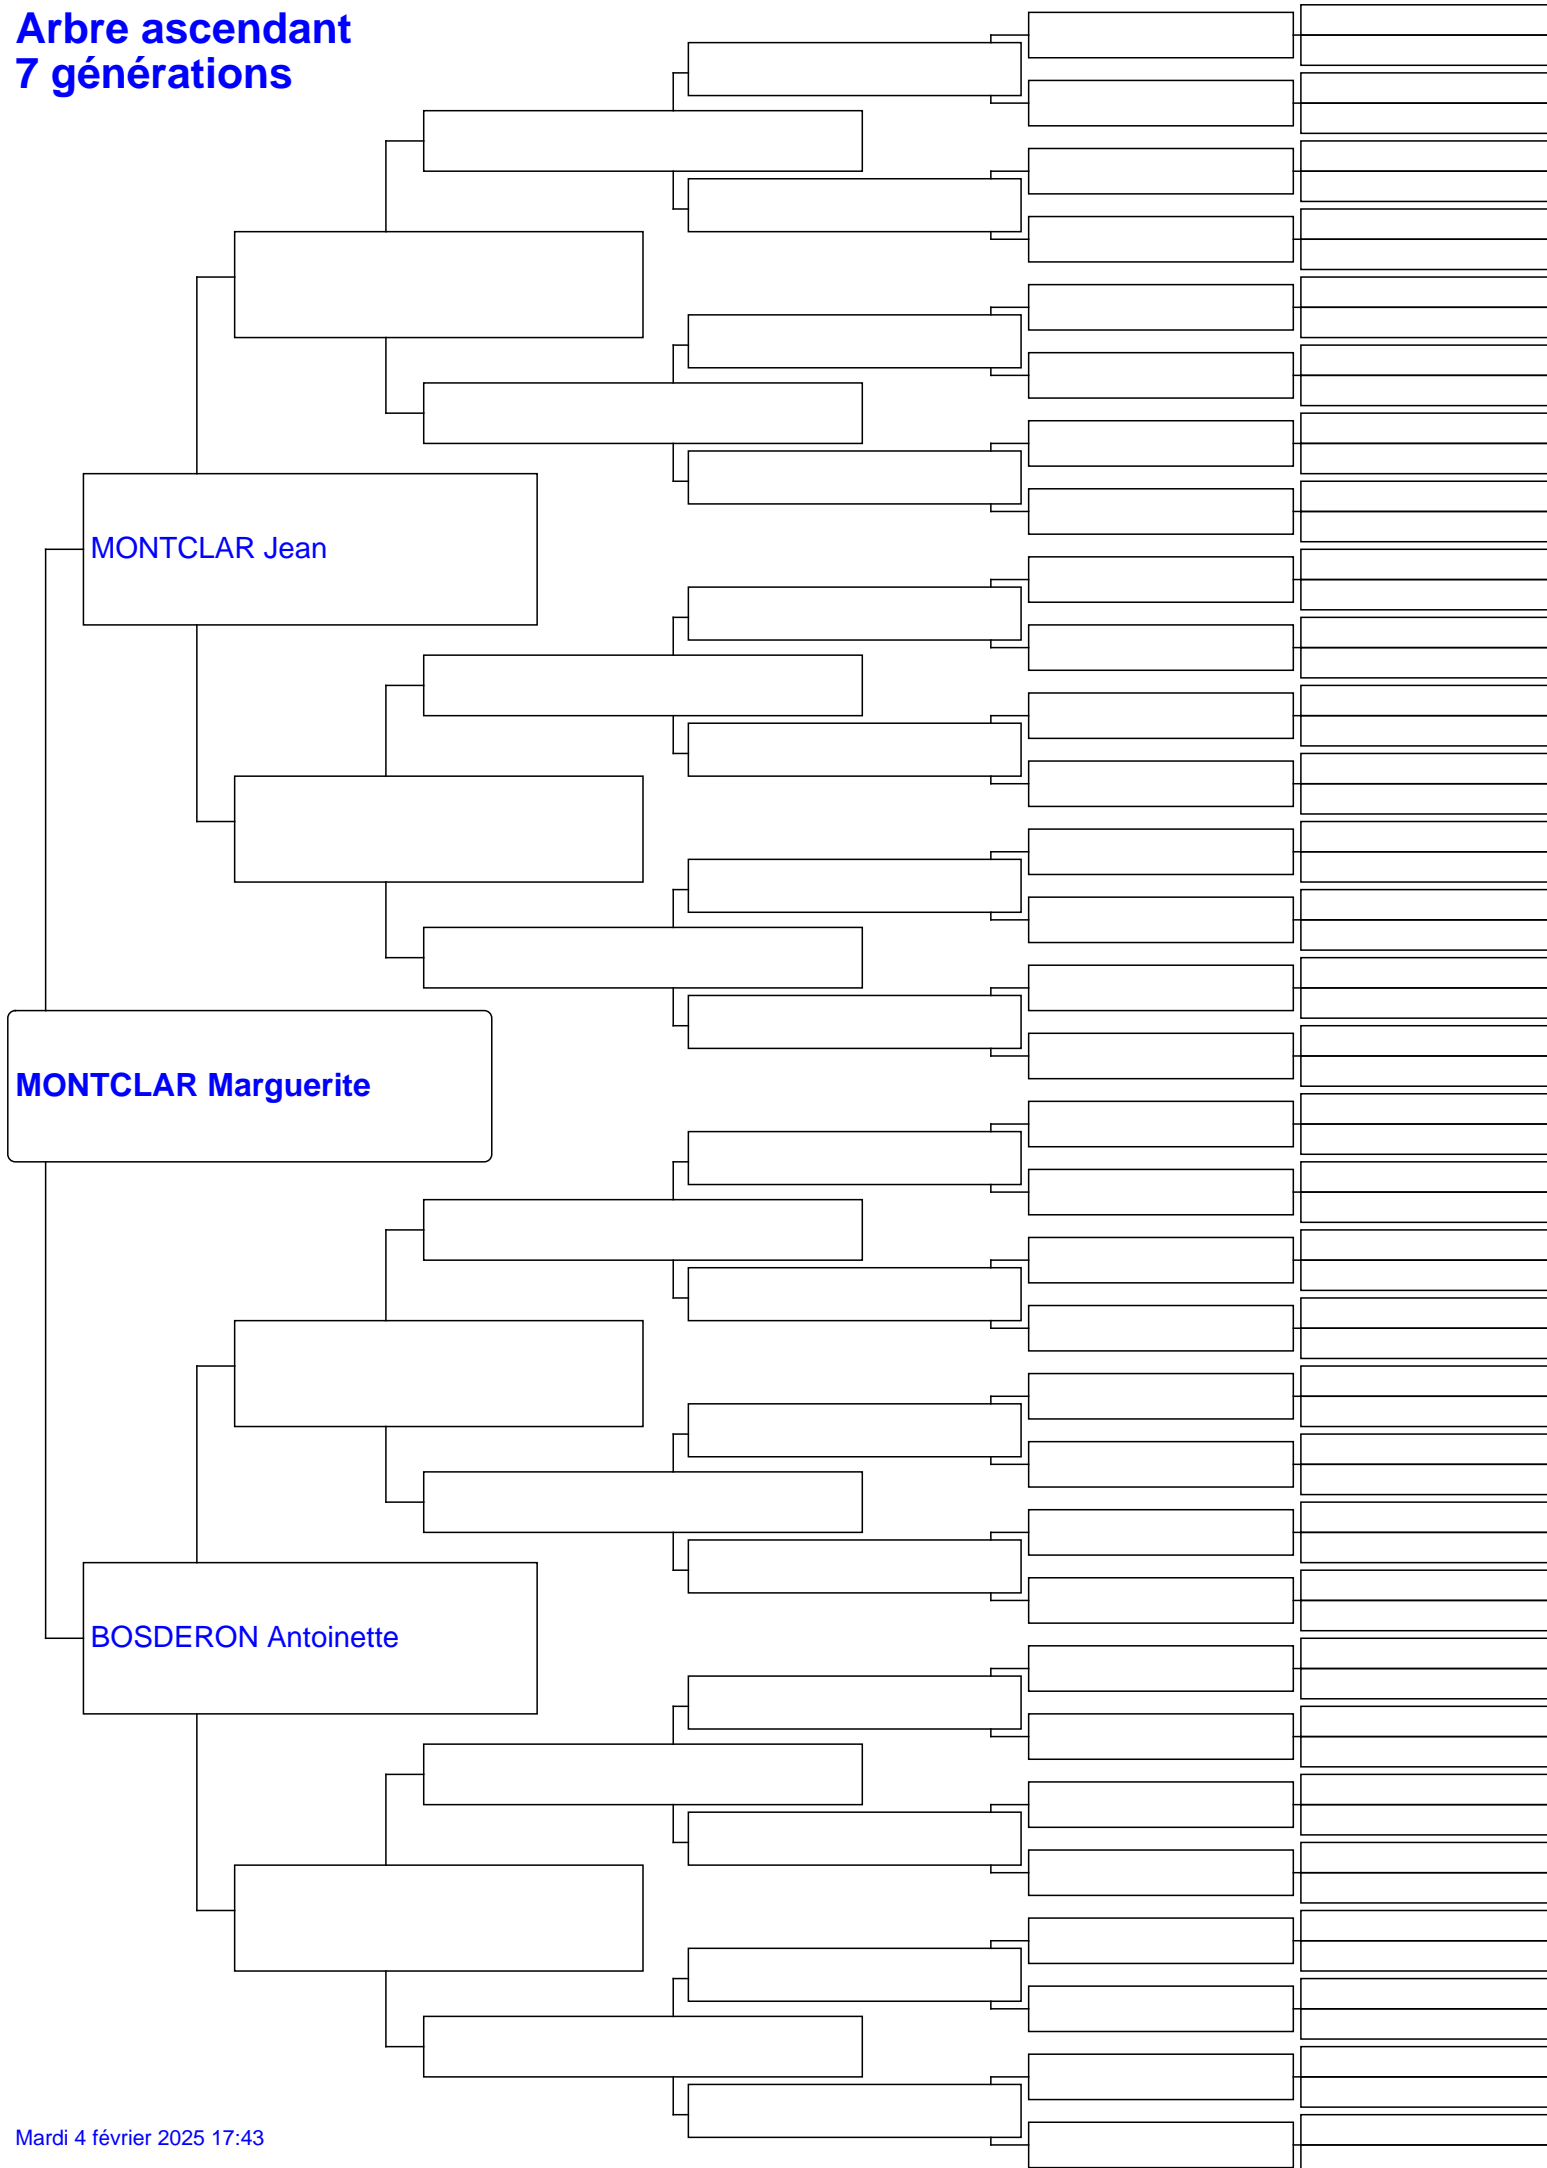 Arbre ascendant
7 générations
MONTCLAR Jean
MONTCLAR Marguerite
BOSDERON Antoinette
Mardi 4 février 2025 17:43